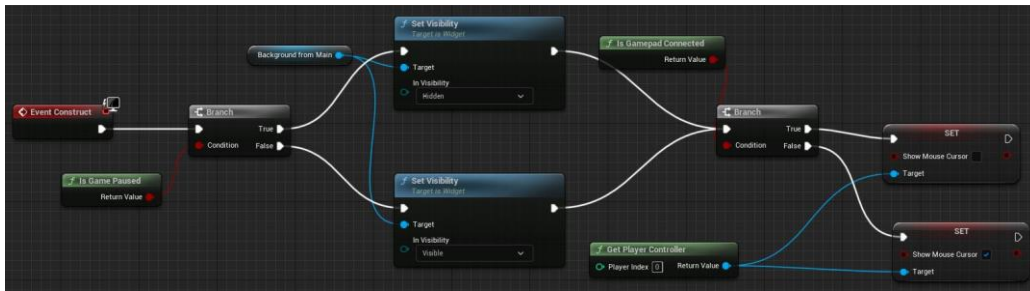 Event Construct
Is Game Paused
Return Value
Branch
True
Condition
False
Background from Main
Set Visibility
Target is Widget
Target
In Visibility
Hidden
Set Visibility
Target is Widget
Target
In Visibility
Visible
Is Gamepad Connected
Return Value
Branch
True
Condition
False
Get Player Controller
Player Index 0
Return Value
SET
Show Mouse Cursor
Target
SET
Show Mouse Cursor
Target